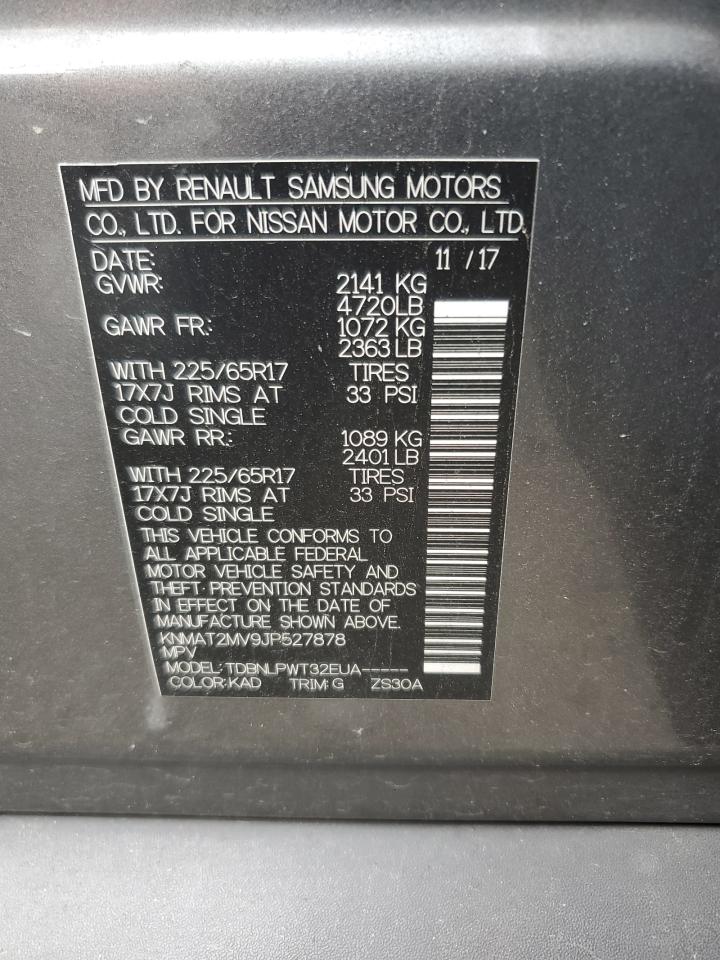 MFD BY RENAULT SAMSUNG MOTORS
CO., LTD. FOR NISSAN MOTOR CO., LTD.
DATE: 11 /17
GVWR: 2141 KG
4720LB
GAWR FR: 1072 KG
2363 LB
WITH 225/65R17 TIRES
17X7J RIMS AT 33 PSI
COLD SINGLE
GAWR RR: 1089 KG
2401 LB
WITH 225/65R17 TIRES
17X7J RIMS AT 33 PSI
COLD SINGLE
THIS VEHICLE CONFORMS TO
ALL APPLICABLE FEDERAL
MOTOR VEHICLE SAFETY AND
THEFT PREVENTION STANDARDS
IN EFFECT ON THE DATE OF
MANUFACTURE SHOWN ABOVE.
KNMAT2MV9JP527878
MPV
MODEL: TDBNLPWT32EUA-----
COLOR:KAD TRIM: G ZS30A